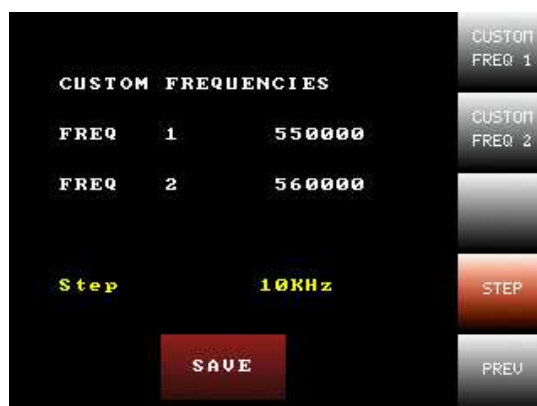 CUSTOM FREQUENCIES
FREQ 1 550000
FREQ 2 560000
Step 10KHz
SAVE
CUSTOM
FREQ 1
CUSTOM
FREQ 2
STEP
PREV